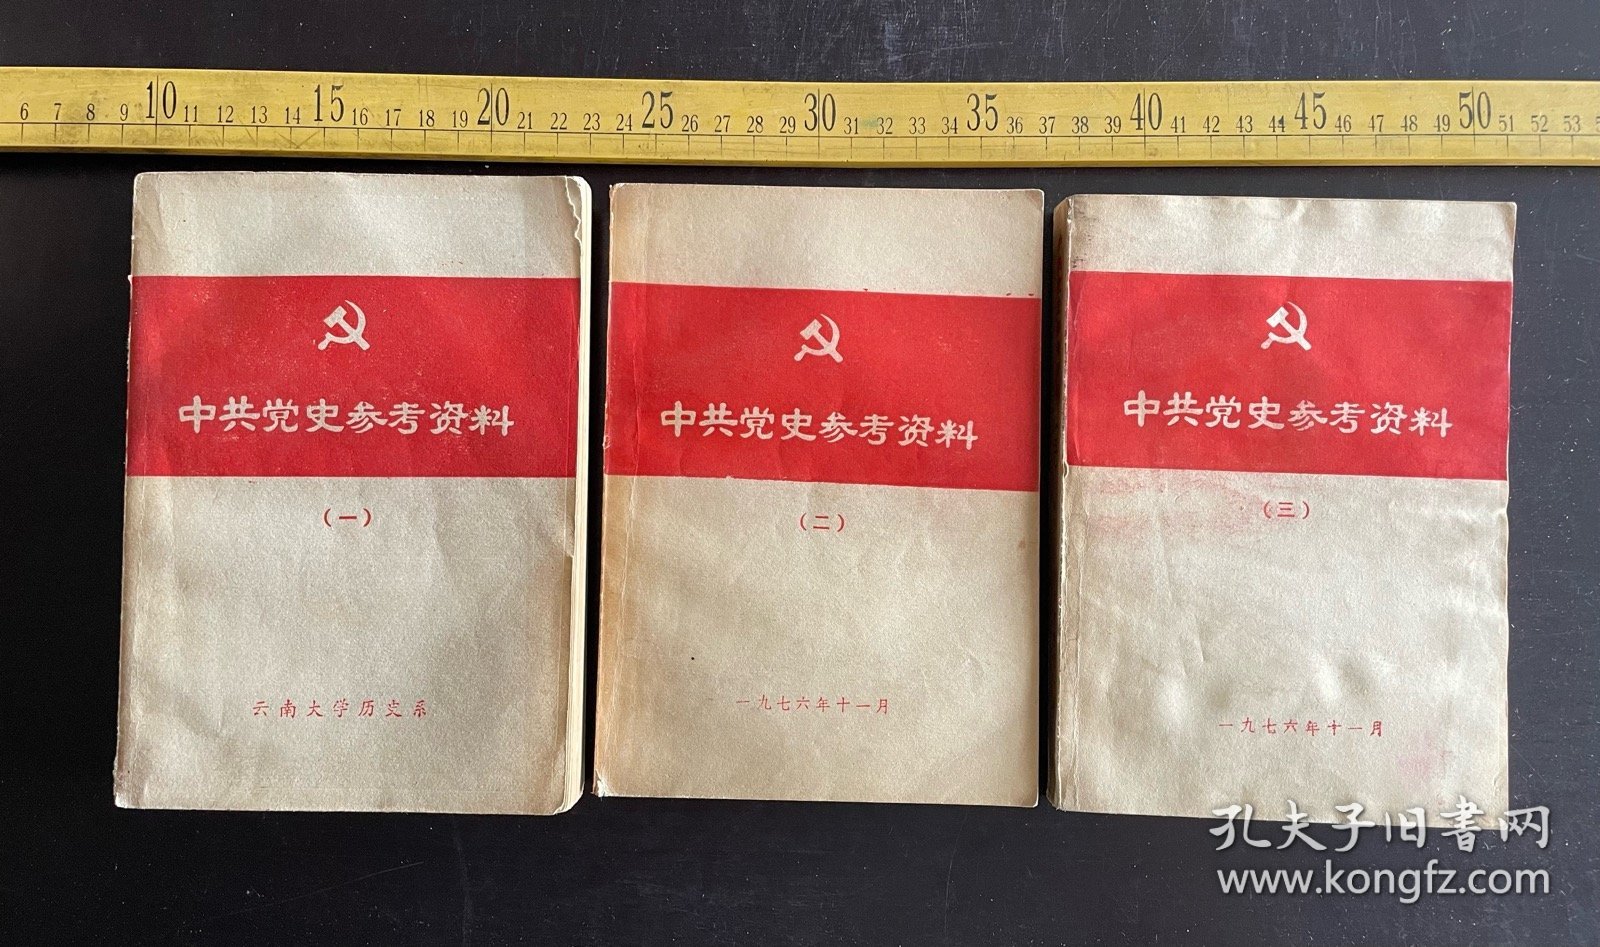 6 7 8 9 10 11 12 13 14 15 16 17 18 19 20 21 22 23 24 25 26 27 28 29 30 31 32 33 34 35 36 37 38 39 40 41 42 43 44 45 46 47 48 49 50 51 52 53
中共党史参考资料
（一）
云南大学历史系
中共党史参考资料
（二）
一九七六年十一月
中共党史参考资料
（三）
一九七六年十一月
孔夫子旧書网
www.kongfz.com